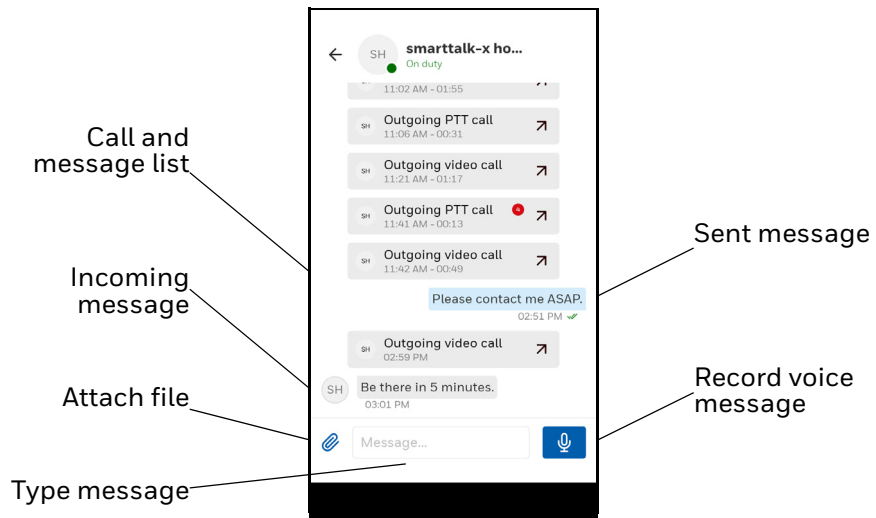 SH
smarttalk-x ho...
On duty
11:02 AM - 01:55
SH
Outgoing PTT call
11:06 AM - 00:31
SH
Outgoing video call
11:21 AM - 01:17
SH
Outgoing PTT call
11:41 AM - 00:13
SH
Outgoing video call
11:42 AM - 00:49
Please contact me ASAP.
02:51 PM
SH
Outgoing video call
02:59 PM
SH
Be there in 5 minutes.
03:01 PM
Message...
Call and
message list
Incoming
message
Attach file
Type message
Sent message
Record voice
message